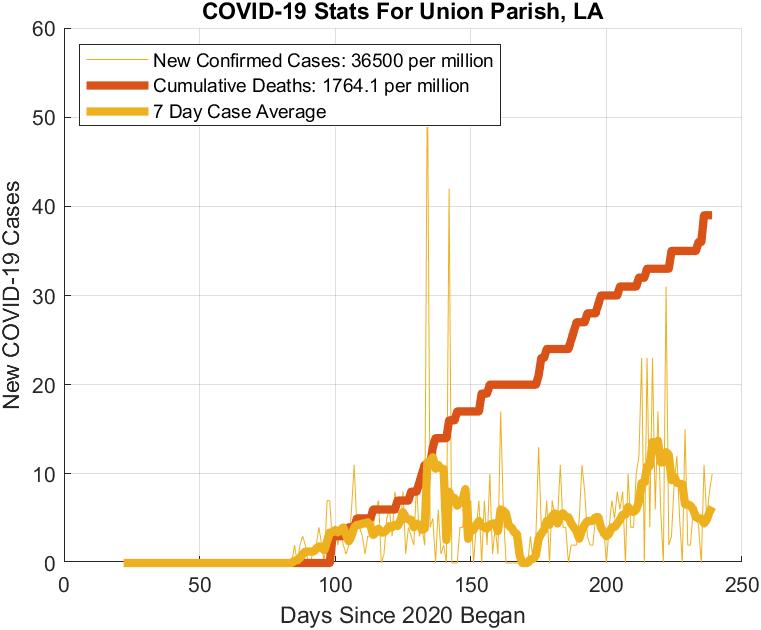 COVID-19 Stats For Union Parish, LA
60
New Confirmed Cases: 36500 per million
Cumulative Deaths: 1764.1 per million
7 Day Case Average
50
40
30
20
10
0
New COVID-19 Cases
0 50 100 150 200 250
Days Since 2020 Began